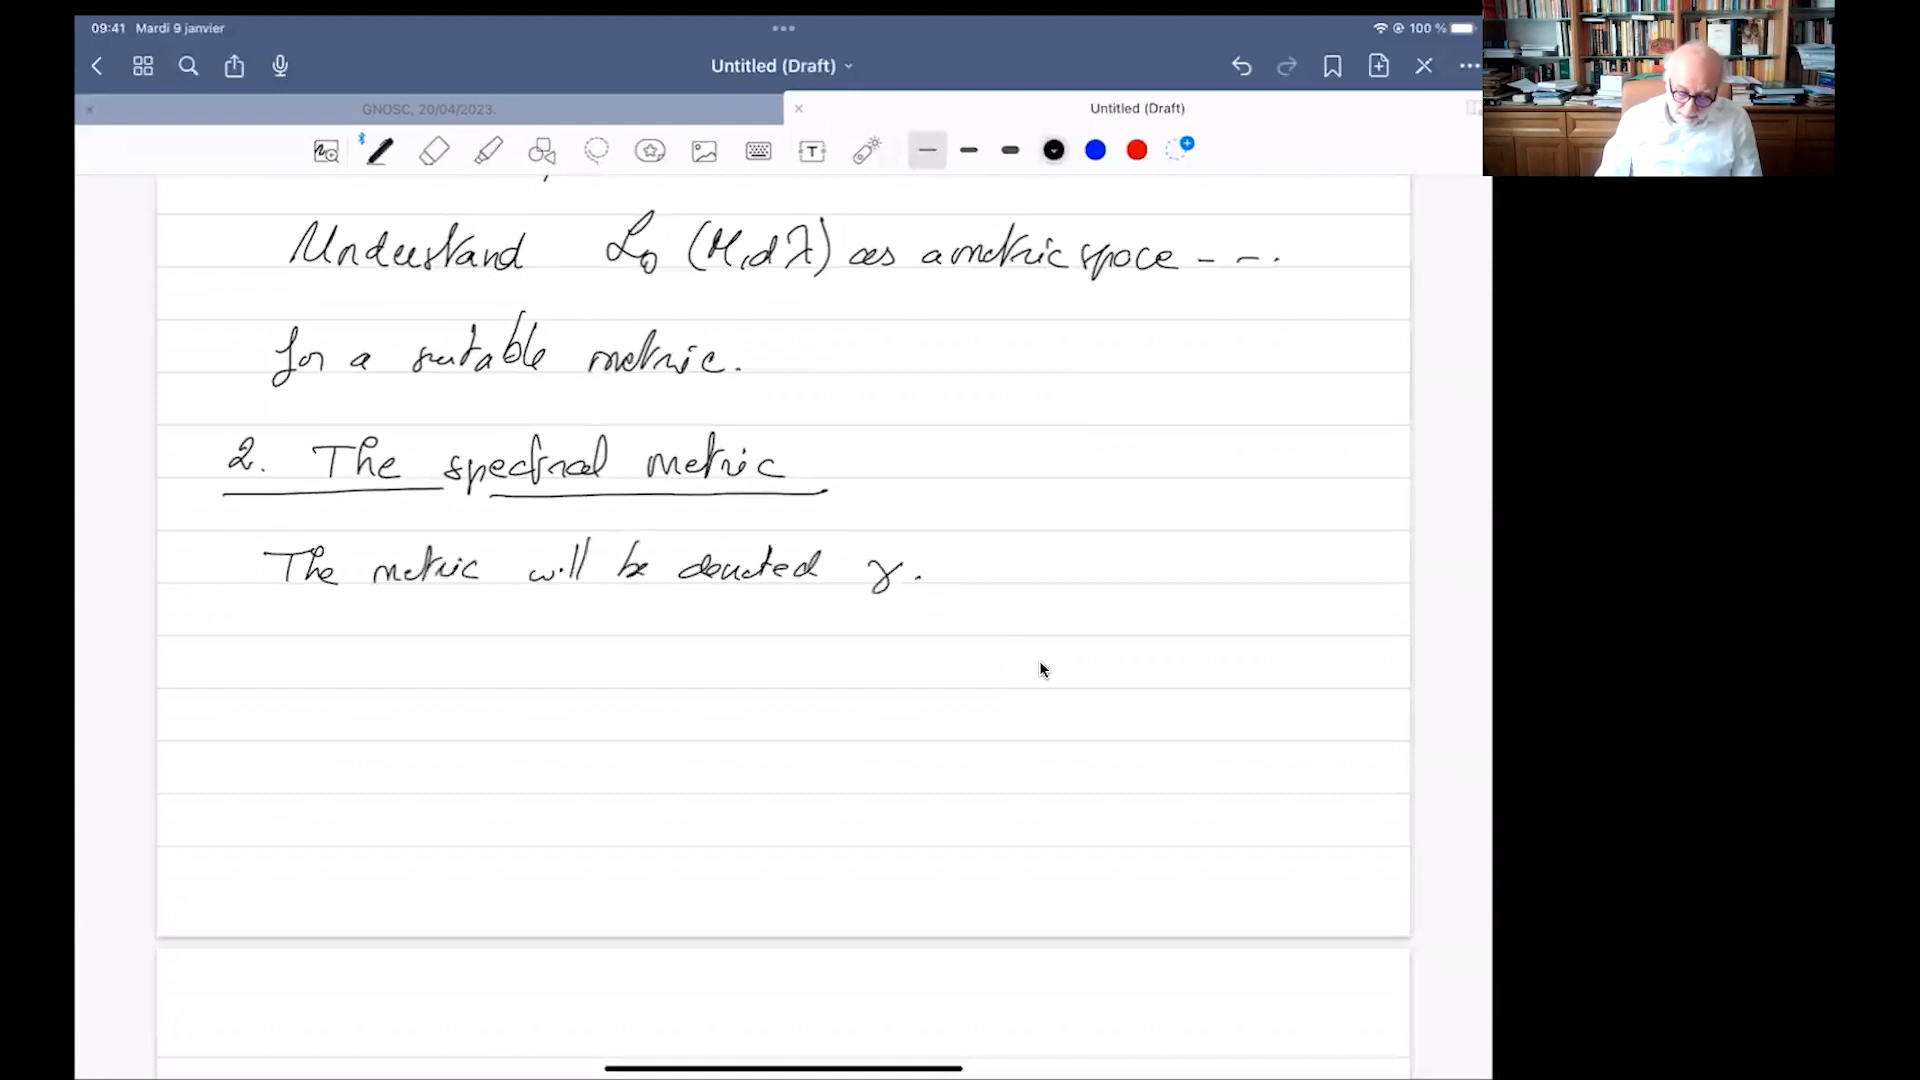 09:41 Mardi 9 janvier
100 %
Untitled (Draft)
GNOSC, 20/04/2023.
Untitled (Draft)
Understand L₀ (M, dλ) as a metric space - - .
for a suitable metric.
2. The spectral metric
The metric will be denoted γ.